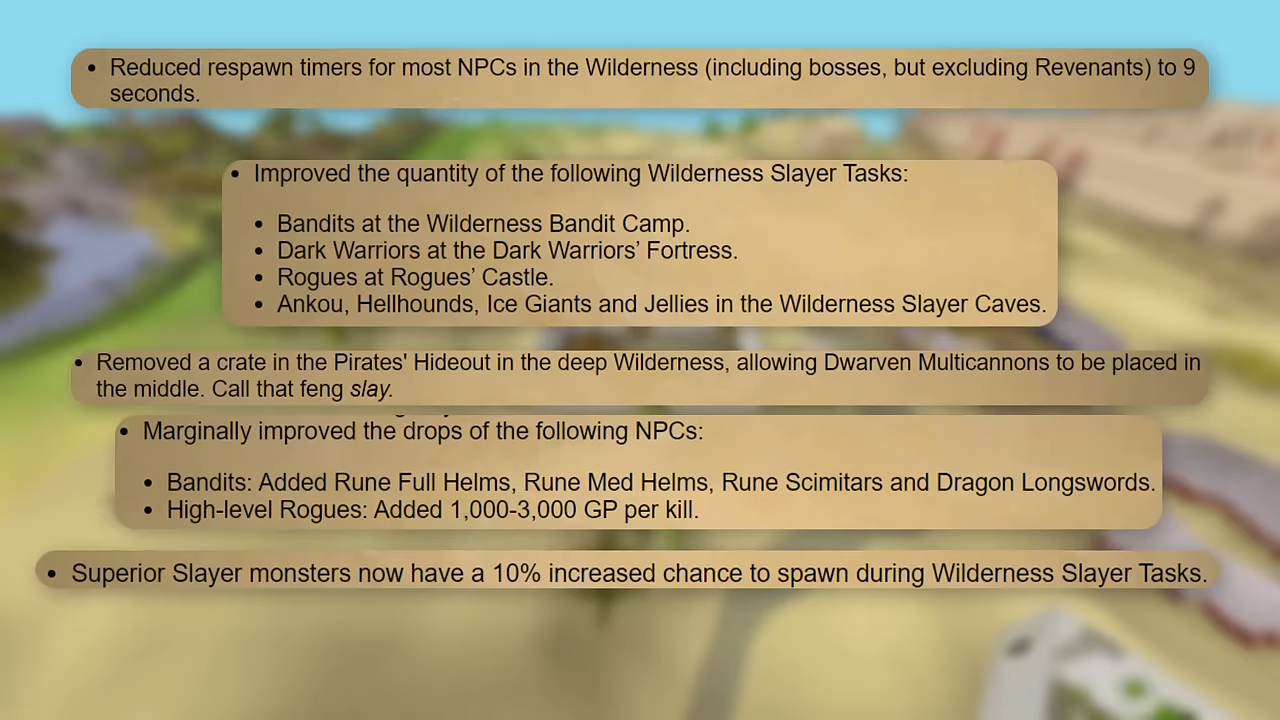 • Reduced respawn timers for most NPCs in the Wilderness (including bosses, but excluding Revenants) to 9
seconds.
• Improved the quantity of the following Wilderness Slayer Tasks:
• Bandits at the Wilderness Bandit Camp.
• Dark Warriors at the Dark Warriors’ Fortress.
• Rogues at Rogues’ Castle.
• Ankou, Hellhounds, Ice Giants and Jellies in the Wilderness Slayer Caves.
• Removed a crate in the Pirates' Hideout in the deep Wilderness, allowing Dwarven Multicannons to be placed in
the middle. Call that feng slay.
• Marginally improved the drops of the following NPCs:
• Bandits: Added Rune Full Helms, Rune Med Helms, Rune Scimitars and Dragon Longswords.
• High-level Rogues: Added 1,000-3,000 GP per kill.
• Superior Slayer monsters now have a 10% increased chance to spawn during Wilderness Slayer Tasks.